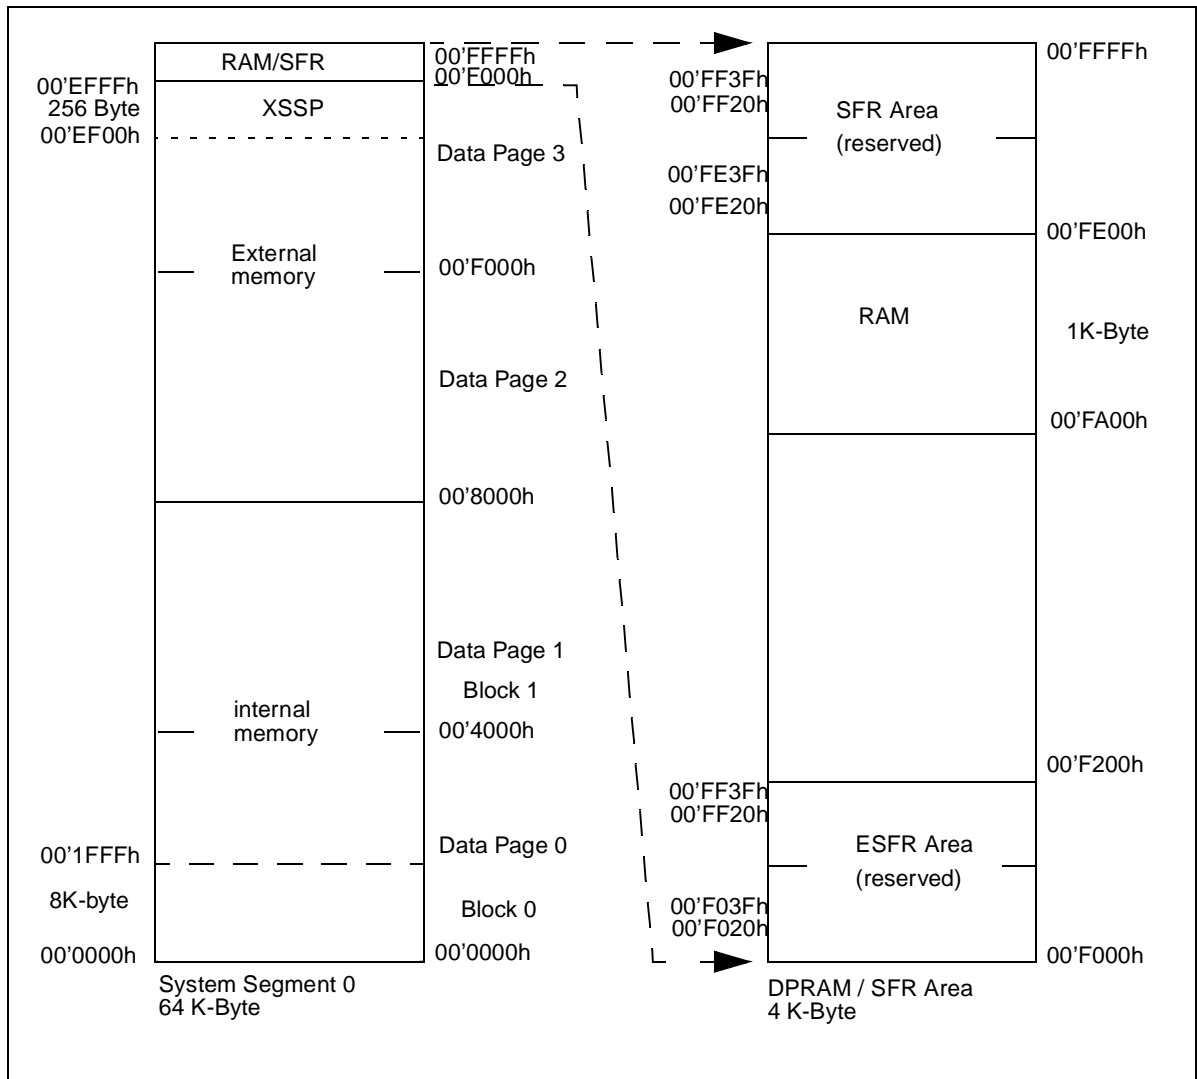 RAM/SFR
00’FFFFh
00’F000h
00’EFFFh
256 Byte
00’EF00h
XSSP
Data Page 3
External
memory
00’F000h
Data Page 2
00’8000h
Data Page 1
Block 1
internal
memory
00’4000h
00’1FFFh
Data Page 0
8K-byte
Block 0
00’0000h
00’0000h
System Segment 0
64 K-Byte
00’FFFFh
00’FF3Fh
00’FF20h
SFR Area
(reserved)
00’FE3Fh
00’FE20h
00’FE00h
RAM
1K-Byte
00’FA00h
00’F200h
00’FF3Fh
00’FF20h
ESFR Area
(reserved)
00’F03Fh
00’F020h
00’F000h
DPRAM / SFR Area
4 K-Byte